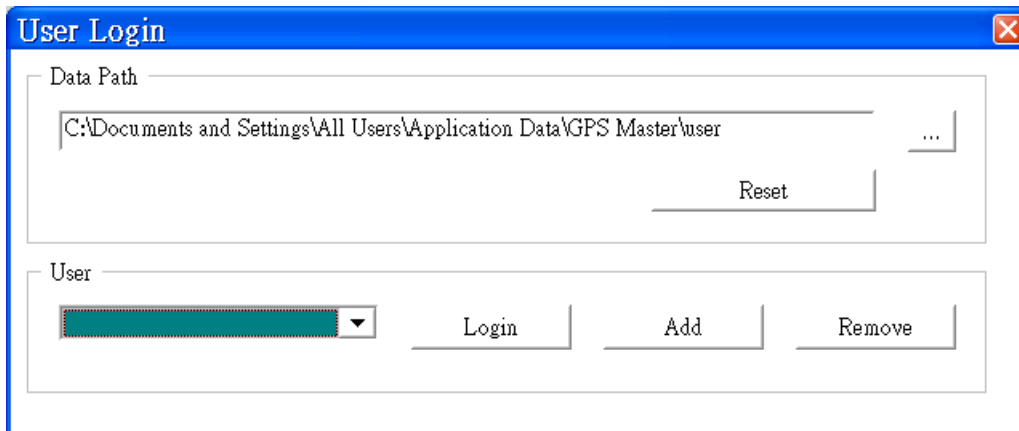 User Login
Data Path
C:\Documents and Settings\All Users\Application Data\GPS Master\user
...
Reset
User
Login
Add
Remove